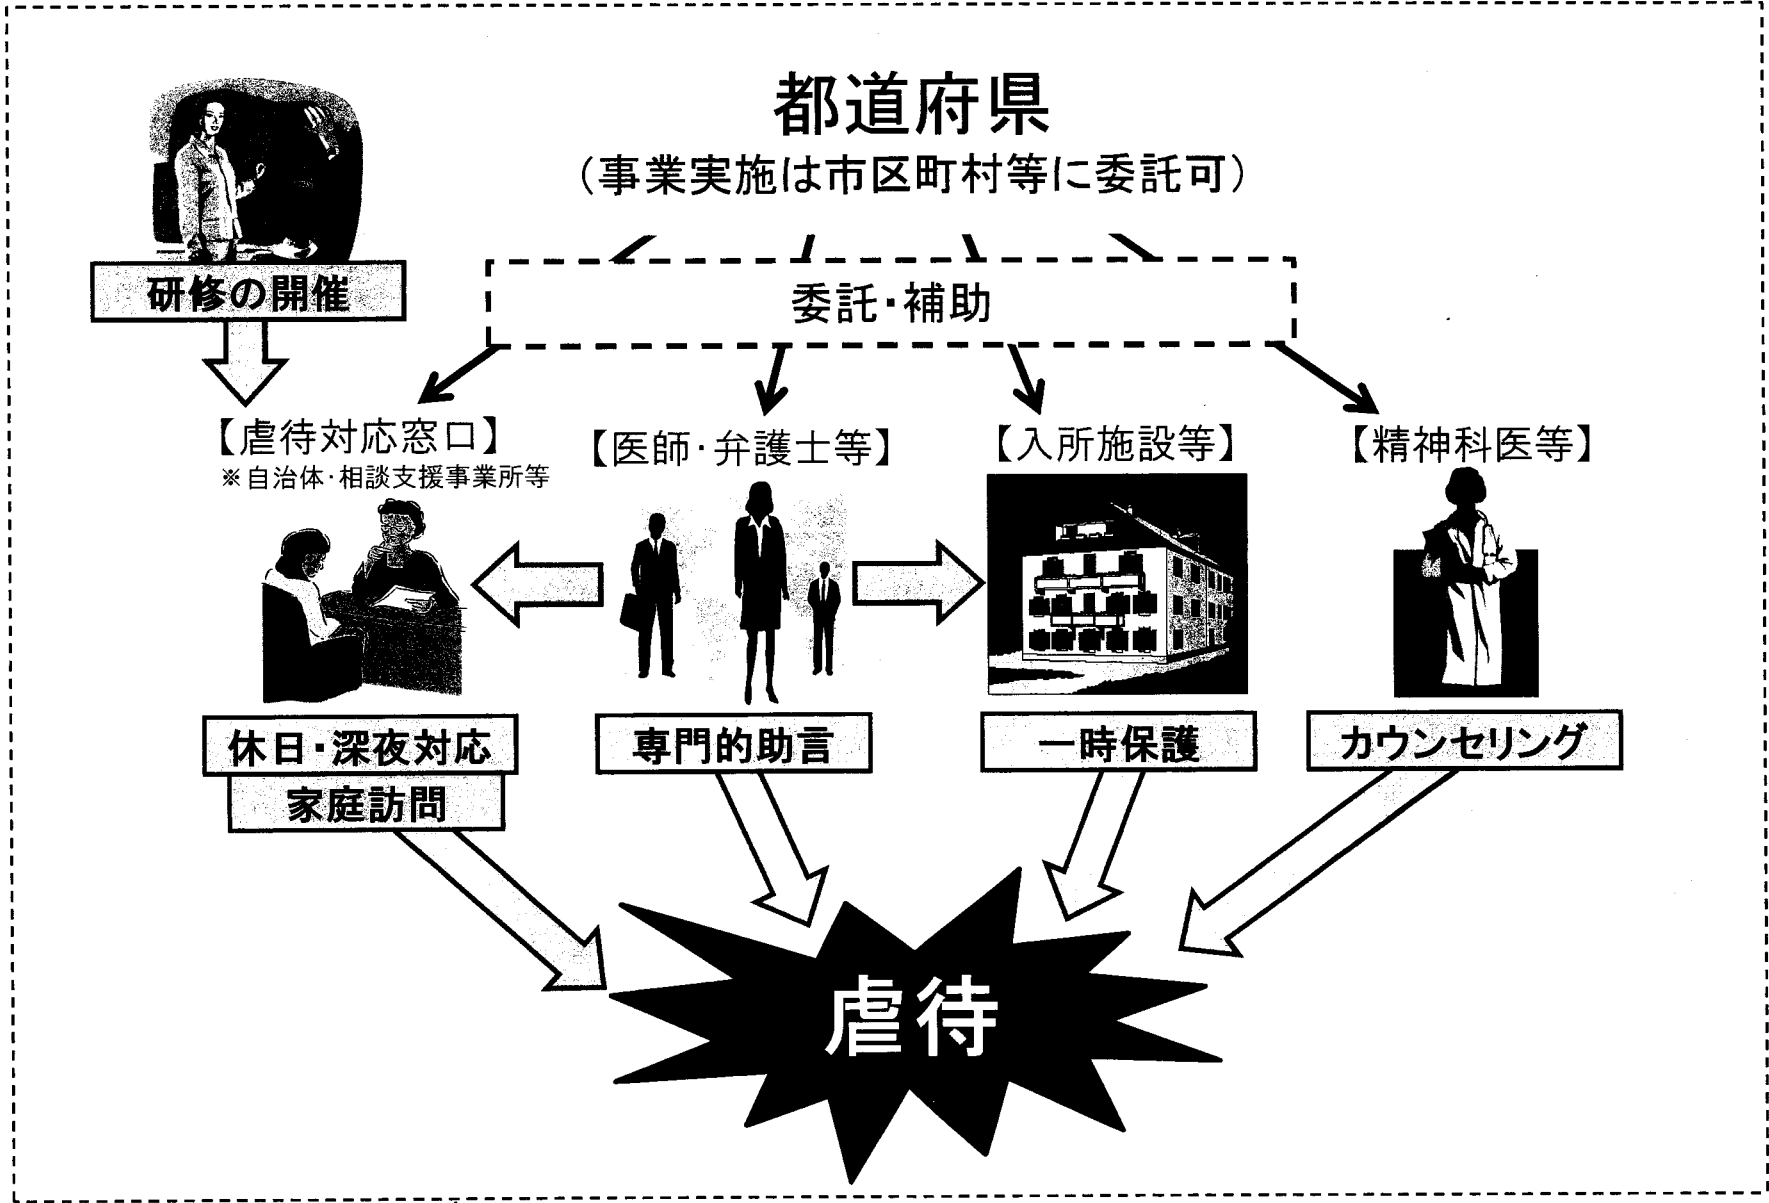 都道府県
（事業実施は市区町村等に委託可）
研修の開催
委託・補助
【虐待対応窓口】
※自治体・相談支援事業所等
【医師・弁護士等】
【入所施設等】
【精神科医等】
休日・深夜対応
家庭訪問
専門的助言
一時保護
カウンセリング
虐待